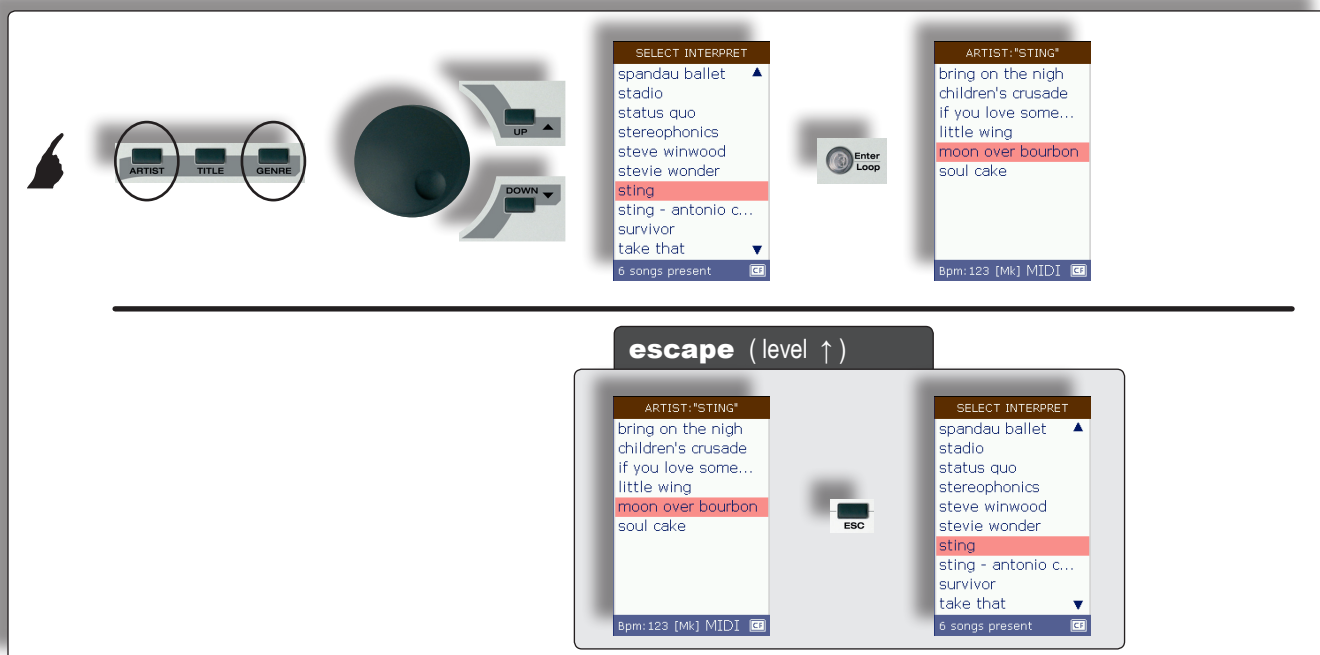 ARTIST TITLE GENRE
UP ▲
DOWN ▼
SELECT INTERPRET
spandau ballet ▲
stadio
status quo
stereophonics
steve winwood
stevie wonder
sting
sting - antonio c...
survivor
take that ▼
6 songs present CF
Enter
Loop
ARTIST:"STING"
bring on the nigh
children's crusade
if you love some...
little wing
moon over bourbon
soul cake
Bpm:123 [Mk] MIDI CF
escape ( level ↑ )
ARTIST:"STING"
bring on the nigh
children's crusade
if you love some...
little wing
moon over bourbon
soul cake
Bpm:123 [Mk] MIDI CF
ESC
SELECT INTERPRET
spandau ballet ▲
stadio
status quo
stereophonics
steve winwood
stevie wonder
sting
sting - antonio c...
survivor
take that ▼
6 songs present CF